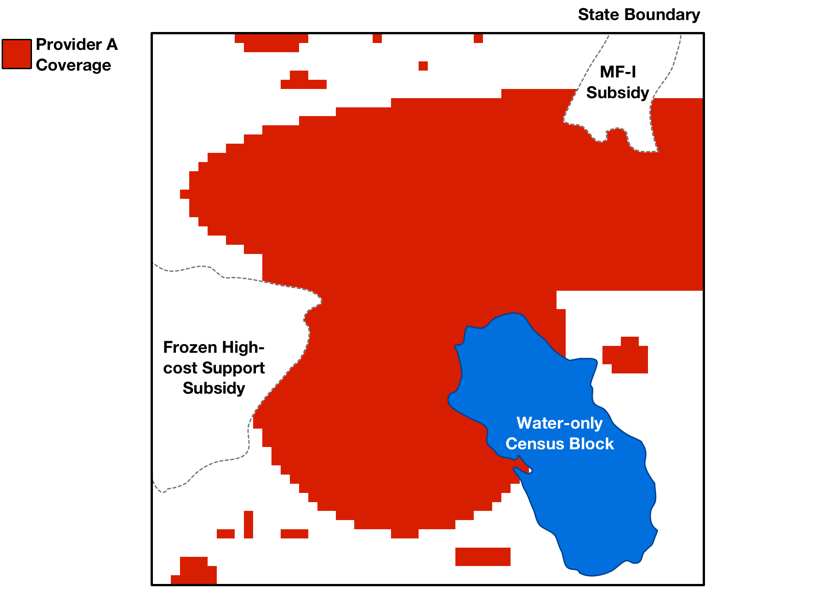 State Boundary
Provider A
Coverage
MF-I
Subsidy
Frozen High-
cost Support
Subsidy
Water-only
Census Block